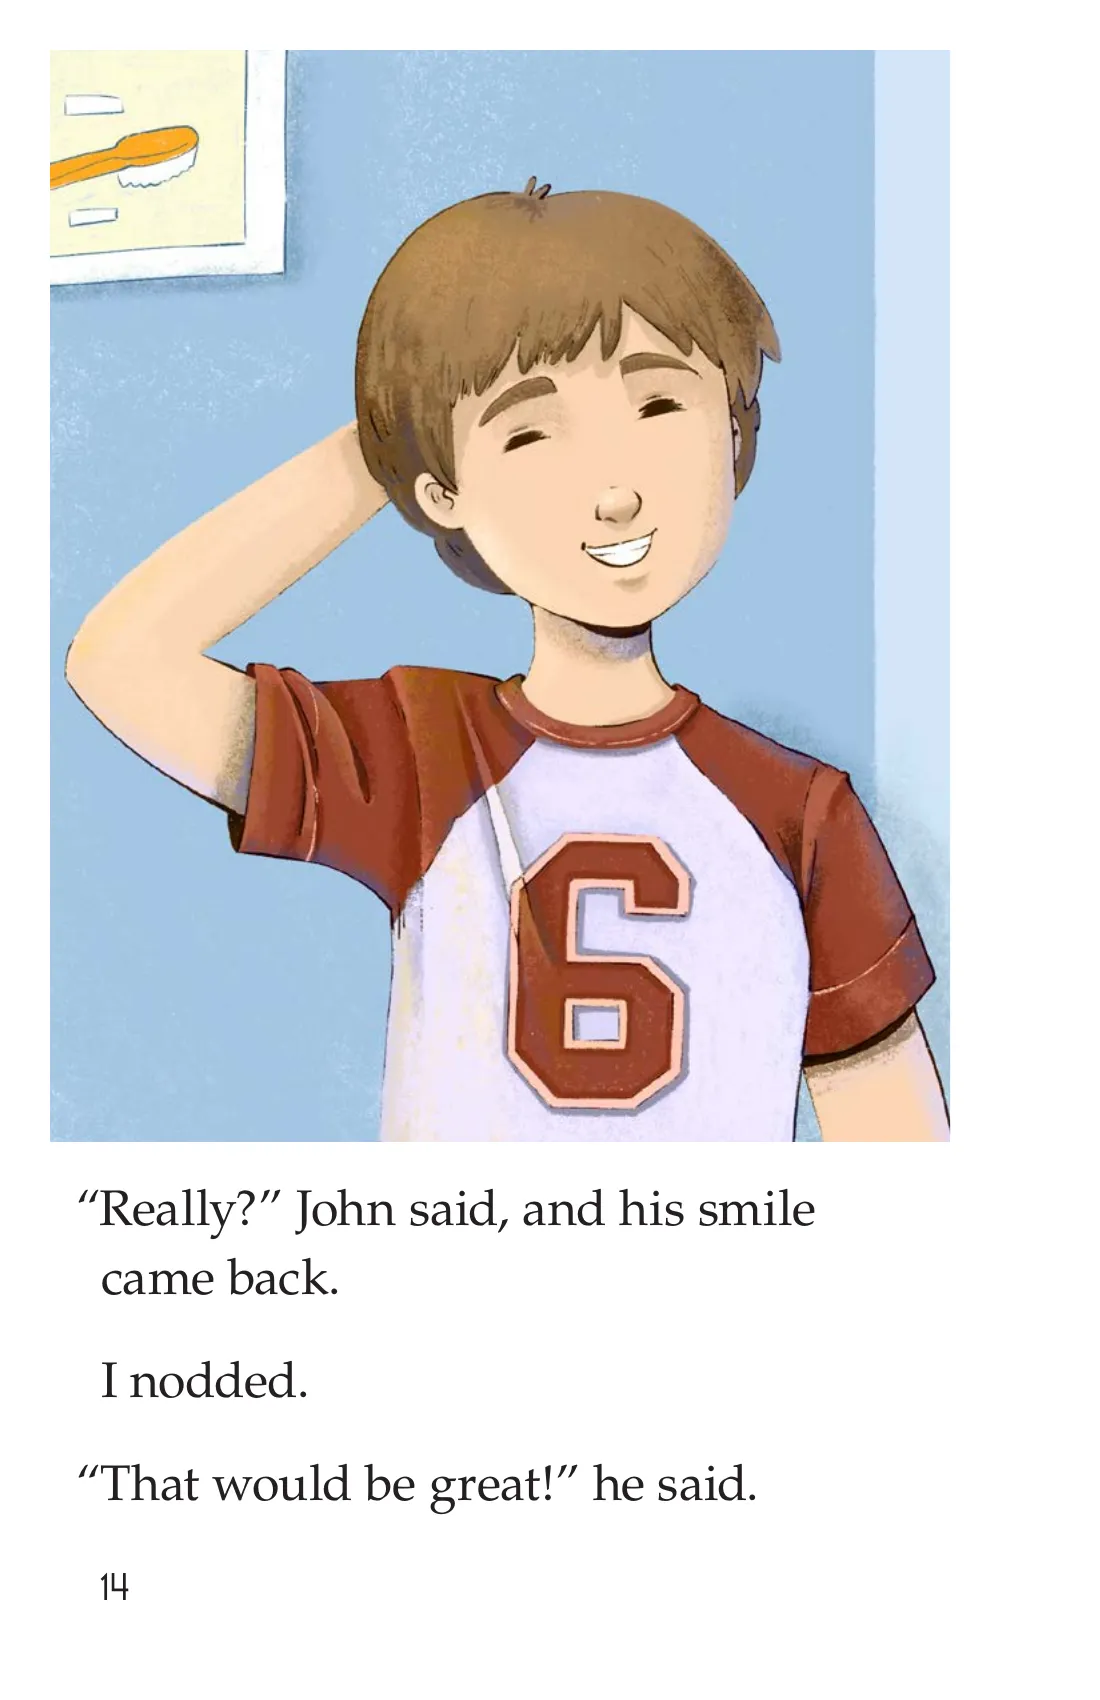 6
“Really?” John said, and his smile
came back.
I nodded.
“That would be great!” he said.
14